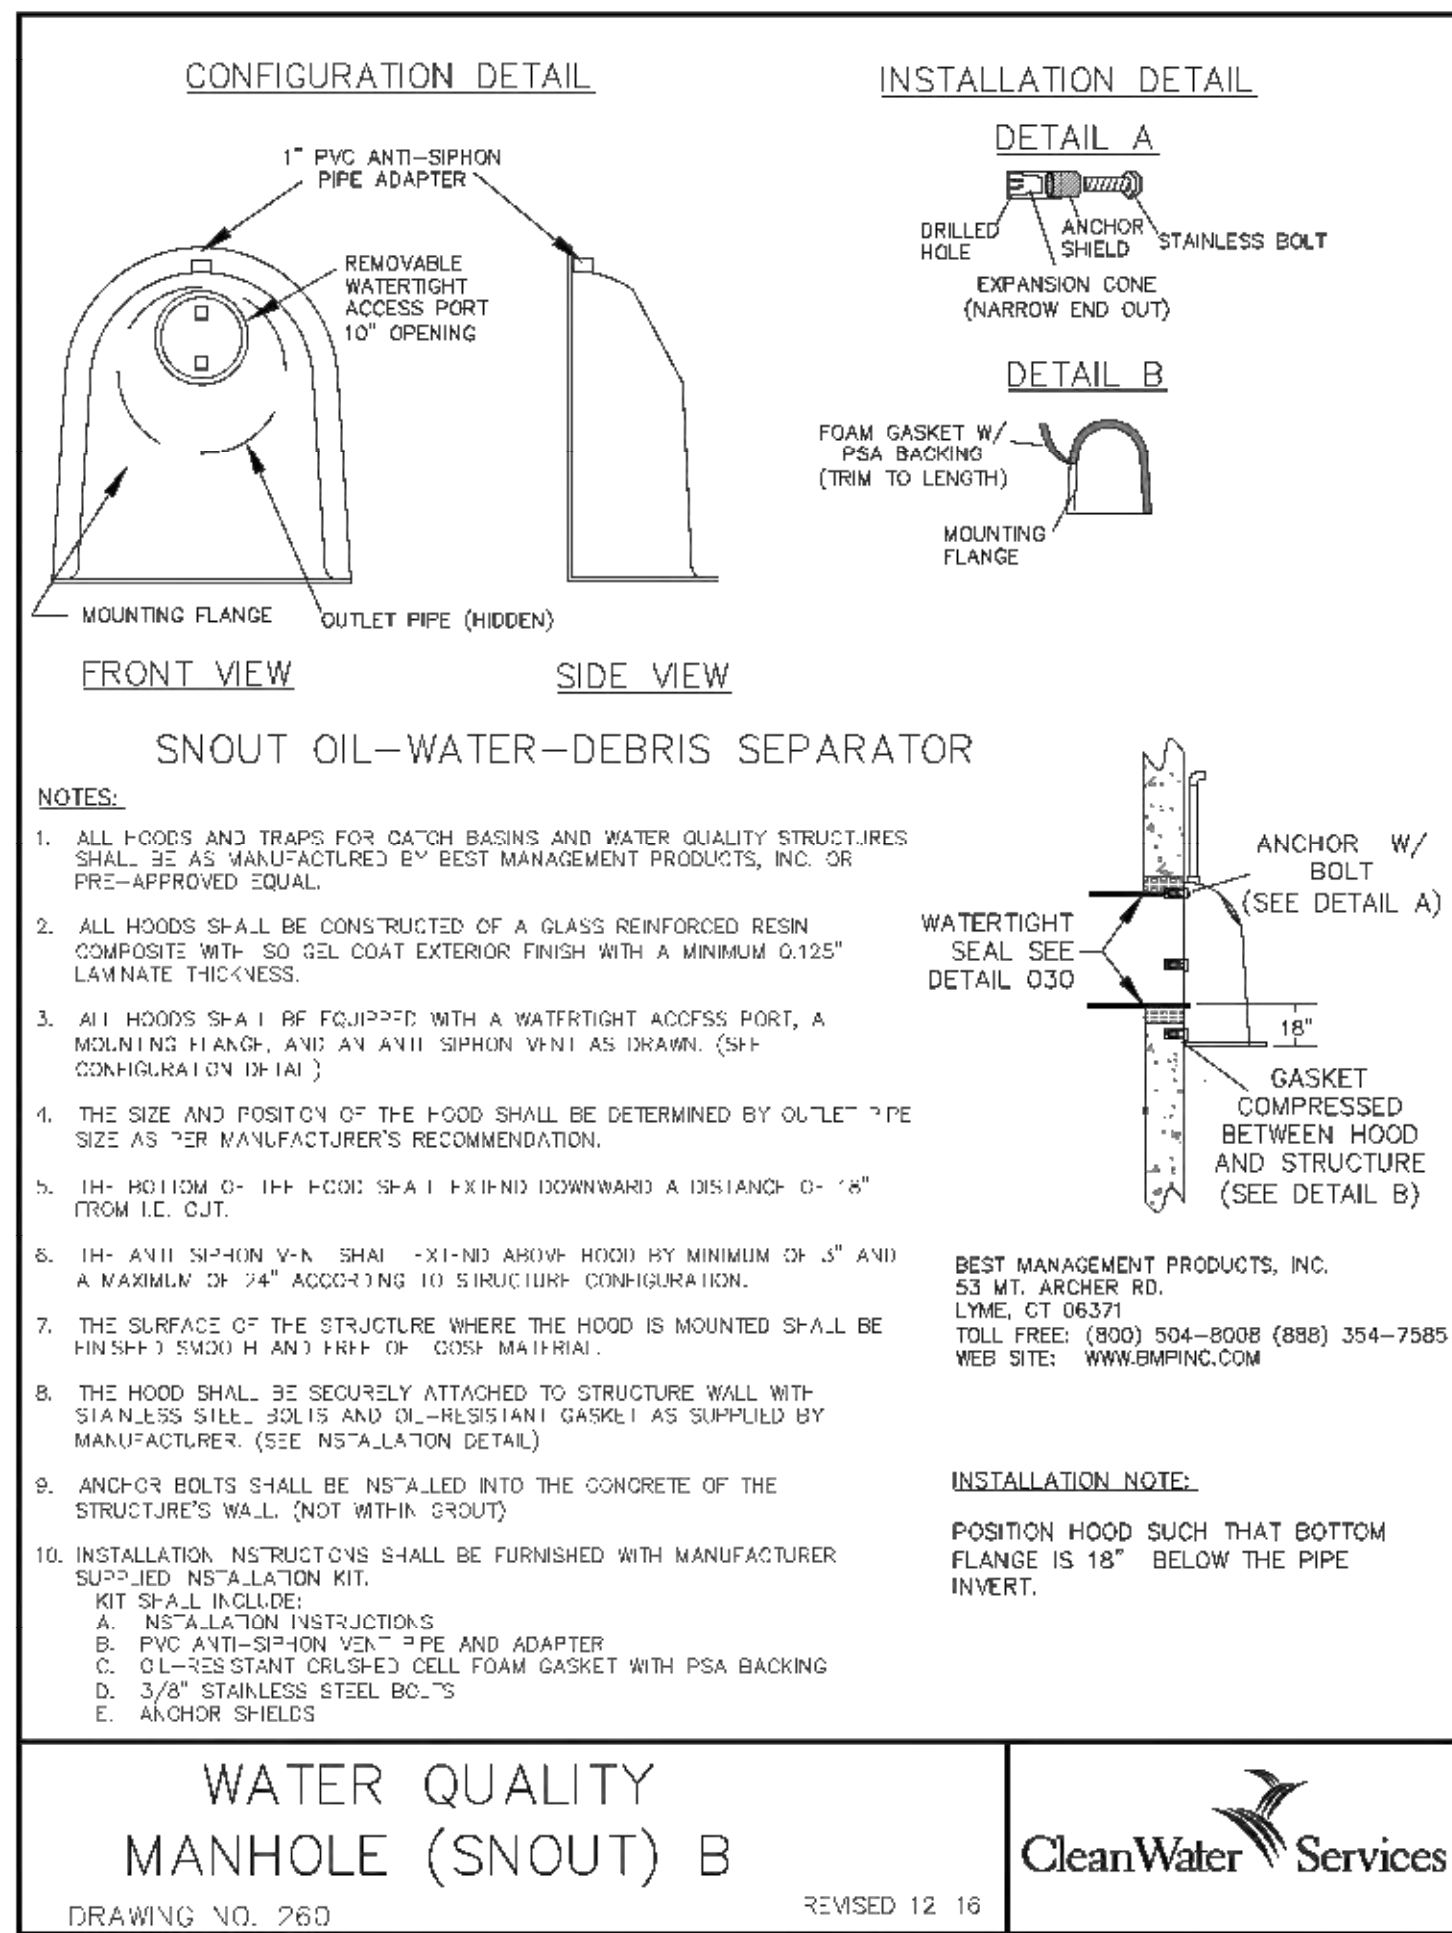 CONFIGURATION DETAIL
1" PVC ANTI-SIPHON
PIPE ADAPTER
REMOVABLE
WATERTIGHT
ACCESS PORT
10" OPENING
MOUNTING FLANGE
OUTLET PIPE (HIDDEN)
FRONT VIEW
SIDE VIEW
INSTALLATION DETAIL
DETAIL A
DRILLED
HOLE
ANCHOR
SHIELD
STAINLESS BOLT
EXPANSION CONE
(NARROW END OUT)
DETAIL B
FOAM GASKET W/
PSA BACKING
(TRIM TO LENGTH)
MOUNTING
FLANGE
SNOUT OIL-WATER-DEBRIS SEPARATOR
NOTES:
1. ALL HOODS AND TRAPS FOR CATCH BASINS AND WATER QUALITY STRUCTURES
SHALL BE AS MANUFACTURED BY BEST MANAGEMENT PRODUCTS, INC. OR
PRE-APPROVED EQUAL.
2. ALL HOODS SHALL BE CONSTRUCTED OF A GLASS REINFORCED RESIN
COMPOSITE WITH ISO GEL COAT EXTERIOR FINISH WITH A MINIMUM 0.125"
LAMINATE THICKNESS.
3. ALL HOODS SHALL BE EQUIPPED WITH A WATERTIGHT ACCESS PORT, A
MOUNTING FLANGE, AND AN ANTI SIPHON VENT AS DRAWN. (SEE
CONFIGURATION DETAIL)
4. THE SIZE AND POSITION OF THE HOOD SHALL BE DETERMINED BY OUTLET PIPE
SIZE AS PER MANUFACTURER'S RECOMMENDATION.
5. THE BOTTOM OF THE HOOD SHALL EXTEND DOWNWARD A DISTANCE OF 18"
FROM I.E. OUT.
6. THE ANTI SIPHON VENT SHALL EXTEND ABOVE HOOD BY MINIMUM OF 3" AND
A MAXIMUM OF 24" ACCORDING TO STRUCTURE CONFIGURATION.
7. THE SURFACE OF THE STRUCTURE WHERE THE HOOD IS MOUNTED SHALL BE
FINISHED SMOOTH AND FREE OF LOOSE MATERIAL.
8. THE HOOD SHALL BE SECURELY ATTACHED TO STRUCTURE WALL WITH
STAINLESS STEEL BOLTS AND OIL-RESISTANT GASKET AS SUPPLIED BY
MANUFACTURER. (SEE INSTALLATION DETAIL)
9. ANCHOR BOLTS SHALL BE INSTALLED INTO THE CONCRETE OF THE
STRUCTURE'S WALL. (NOT WITHIN GROUT)
10. INSTALLATION INSTRUCTIONS SHALL BE FURNISHED WITH MANUFACTURER
SUPPLIED INSTALLATION KIT.
KIT SHALL INCLUDE:
A. INSTALLATION INSTRUCTIONS
B. PVC ANTI-SIPHON VENT PIPE AND ADAPTER
C. OIL-RESISTANT CRUSHED CELL FOAM GASKET WITH PSA BACKING
D. 3/8" STAINLESS STEEL BOLTS
E. ANCHOR SHIELDS
ANCHOR W/
BOLT
(SEE DETAIL A)
WATERTIGHT
SEAL SEE
DETAIL 030
18"
GASKET
COMPRESSED
BETWEEN HOOD
AND STRUCTURE
(SEE DETAIL B)
BEST MANAGEMENT PRODUCTS, INC.
53 MT. ARCHER RD.
LYME, CT 06371
TOLL FREE: (800) 504-8008 (888) 354-7585
WEB SITE: WWW.BMPINC.COM
INSTALLATION NOTE:
POSITION HOOD SUCH THAT BOTTOM
FLANGE IS 18" BELOW THE PIPE
INVERT.
WATER QUALITY
MANHOLE (SNOUT) B
DRAWING NO. 260
REVISED 12 16
CleanWater Services